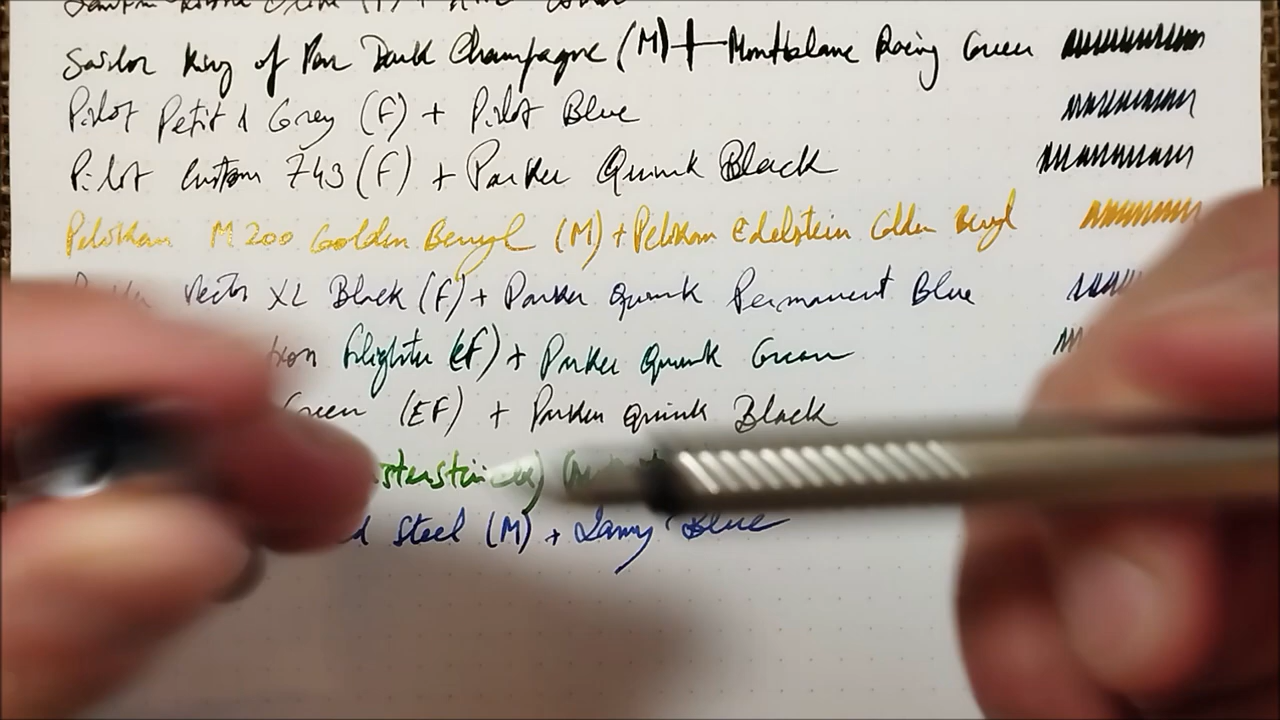 Sailor King of Pen Dark Champagne (M) + Montblanc Racing Green
Pilot Petit 1 Grey (F) + Pilot Blue
Pilot Custom 743 (F) + Parker Quink Black
Pelikan M200 Golden Beryl (M) + Pelikan Edelstein Golden Beryl
Vector XL Black (F) + Parker Quink Permanent Blue
Flighter (EF) + Parker Quink Green
Green (EF) + Parker Quink Black
Steel (M) + Lamy Blue